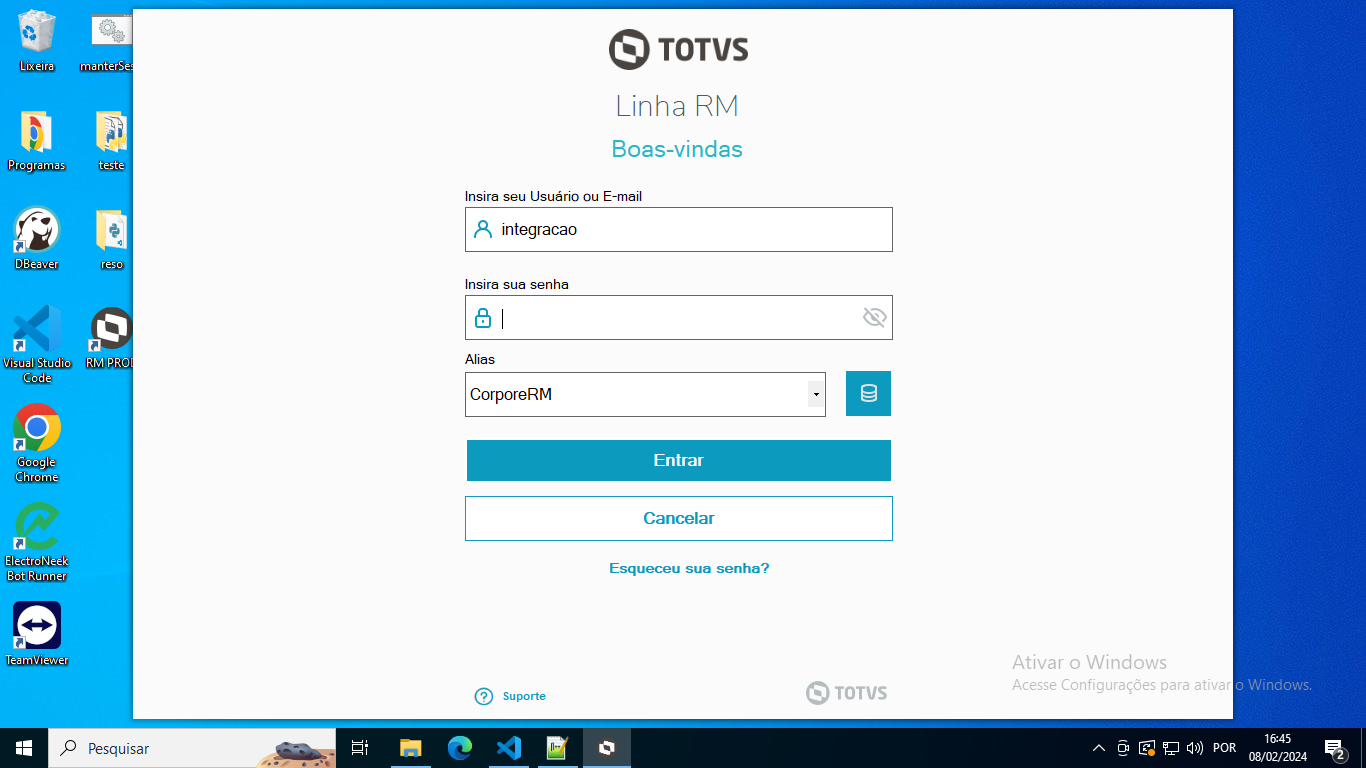 Lixeira
manterSes
Programas
teste
DBeaver
reso
Visual Studio
Code
RM PROD
Google
Chrome
ElectroNeek
Bot Runner
TeamViewer
TOTVS
Linha RM
Boas-vindas
Insira seu Usuário ou E-mail
integracao
Insira sua senha
Alias
CorporeRM
Entrar
Cancelar
Esqueceu sua senha?
Suporte
TOTVS
Ativar o Windows
Acesse Configurações para ativar o Windows.
Pesquisar
POR
16:45
08/02/2024
2